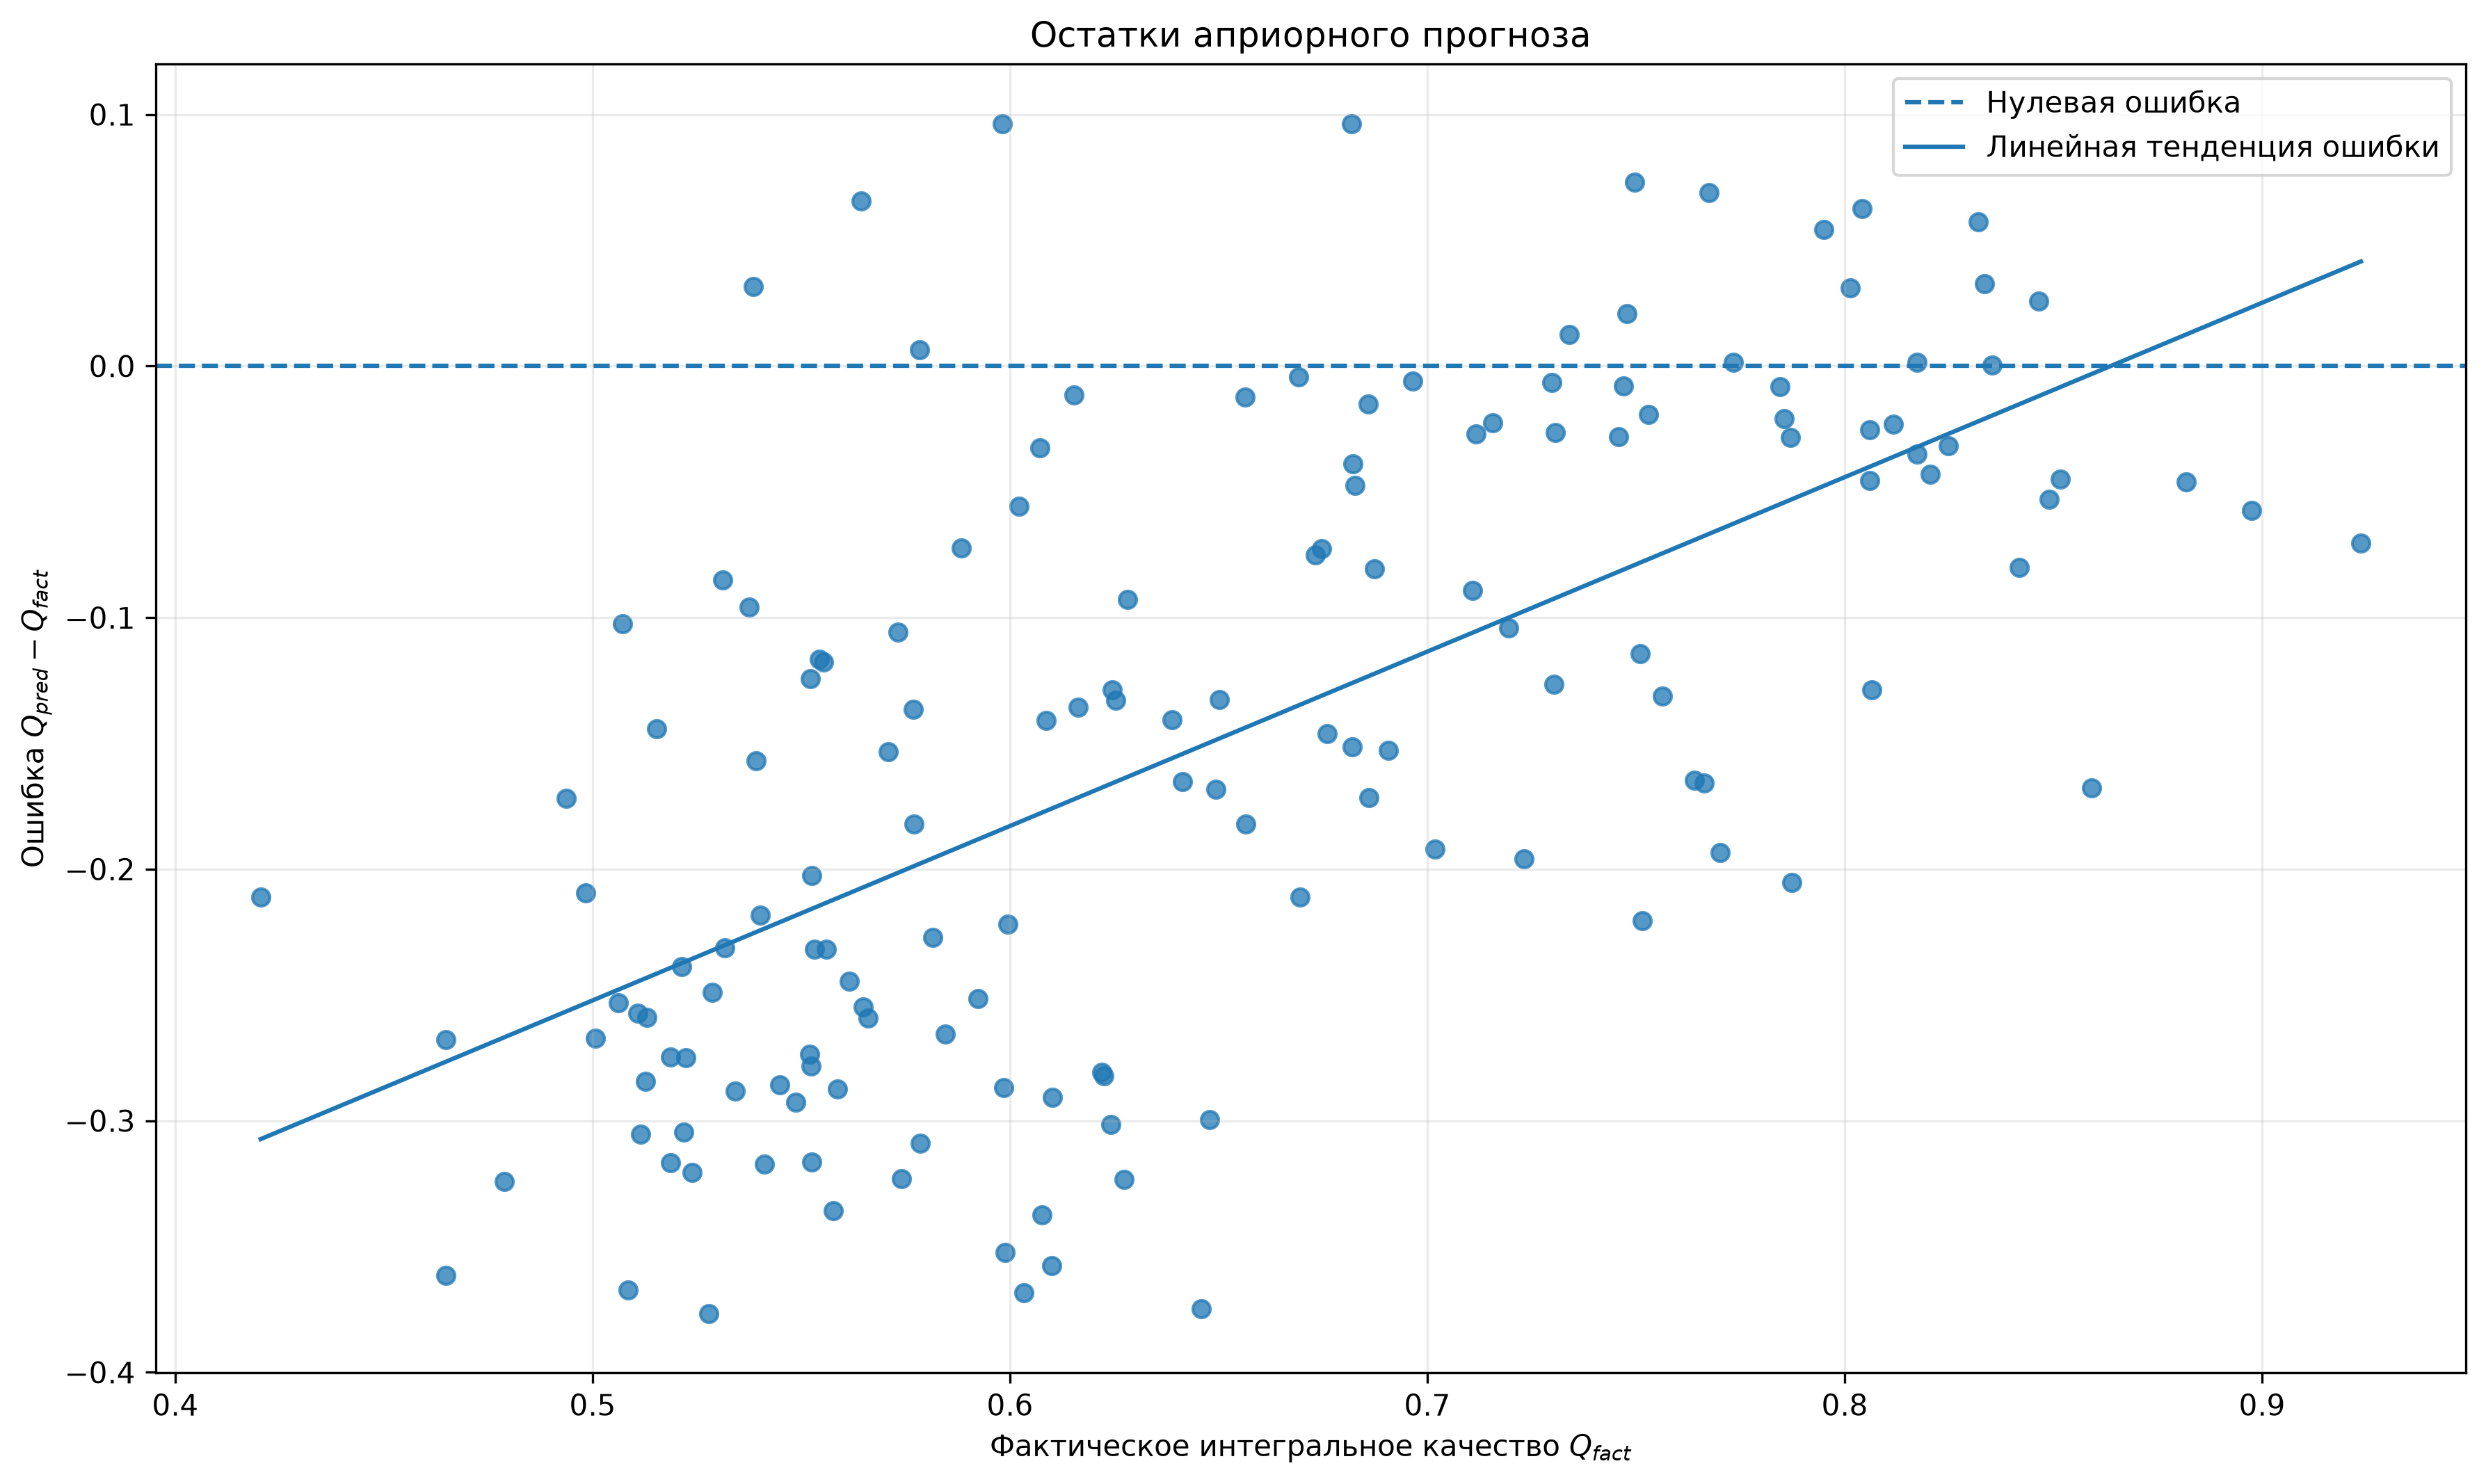 Остатки априорного прогноза
Нулевая ошибка
Линейная тенденция ошибки
Ошибка Q_pred − Q_fact
0.1
0.0
−0.1
−0.2
−0.3
−0.4
0.4 0.5 0.6 0.7 0.8 0.9
Фактическое интегральное качество Q_fact